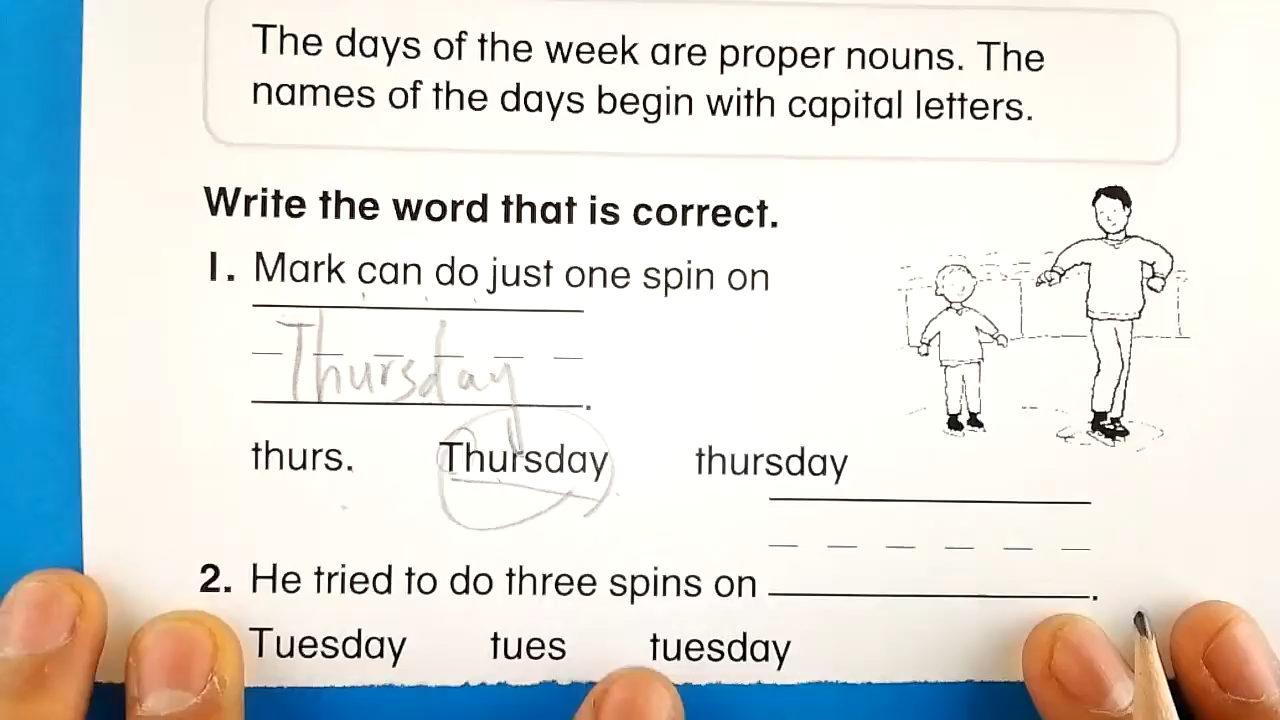 The days of the week are proper nouns. The
names of the days begin with capital letters.
Write the word that is correct.
1. Mark can do just one spin on
Thursday.
thurs. Thursday thursday
2. He tried to do three spins on .
Tuesday tues tuesday